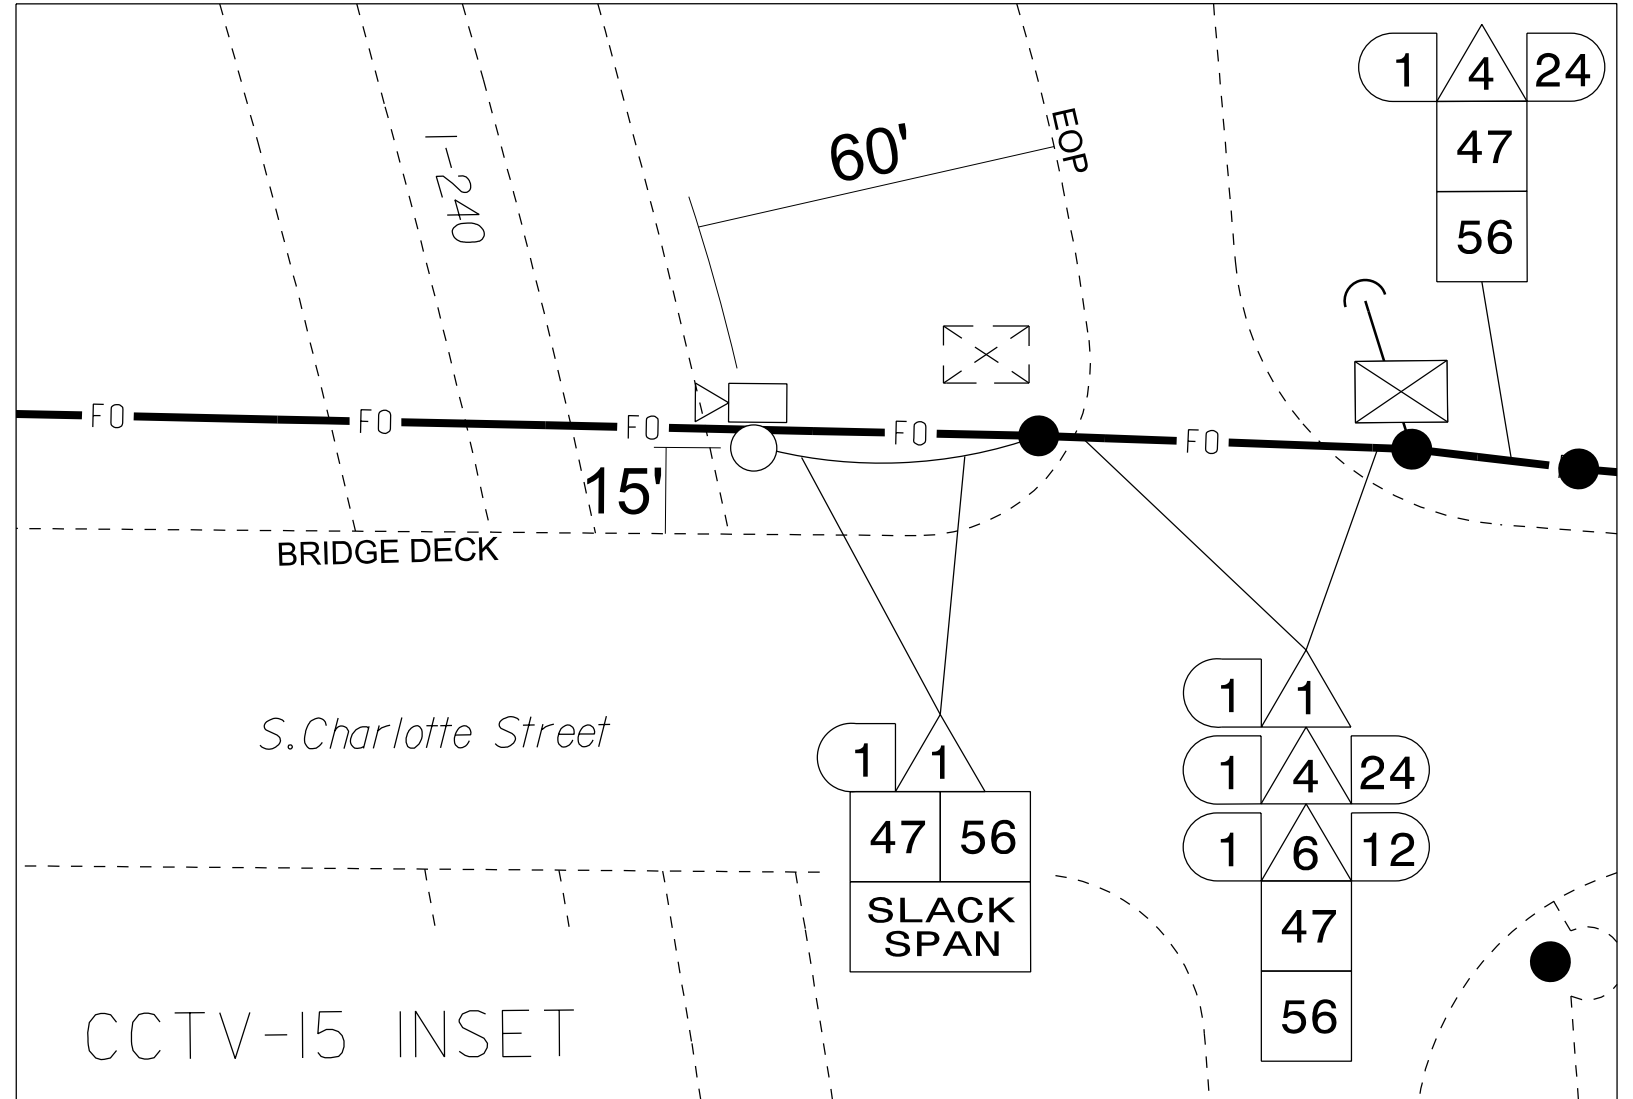 1 4 24
47
56
60'
EOP
I-240
FO FO FO FO FO
15'
BRIDGE DECK
S.Charlotte Street
1 1
47 56
SLACK
SPAN
1 1
1 4 24
1 6 12
47
56
CCTV-15 INSET